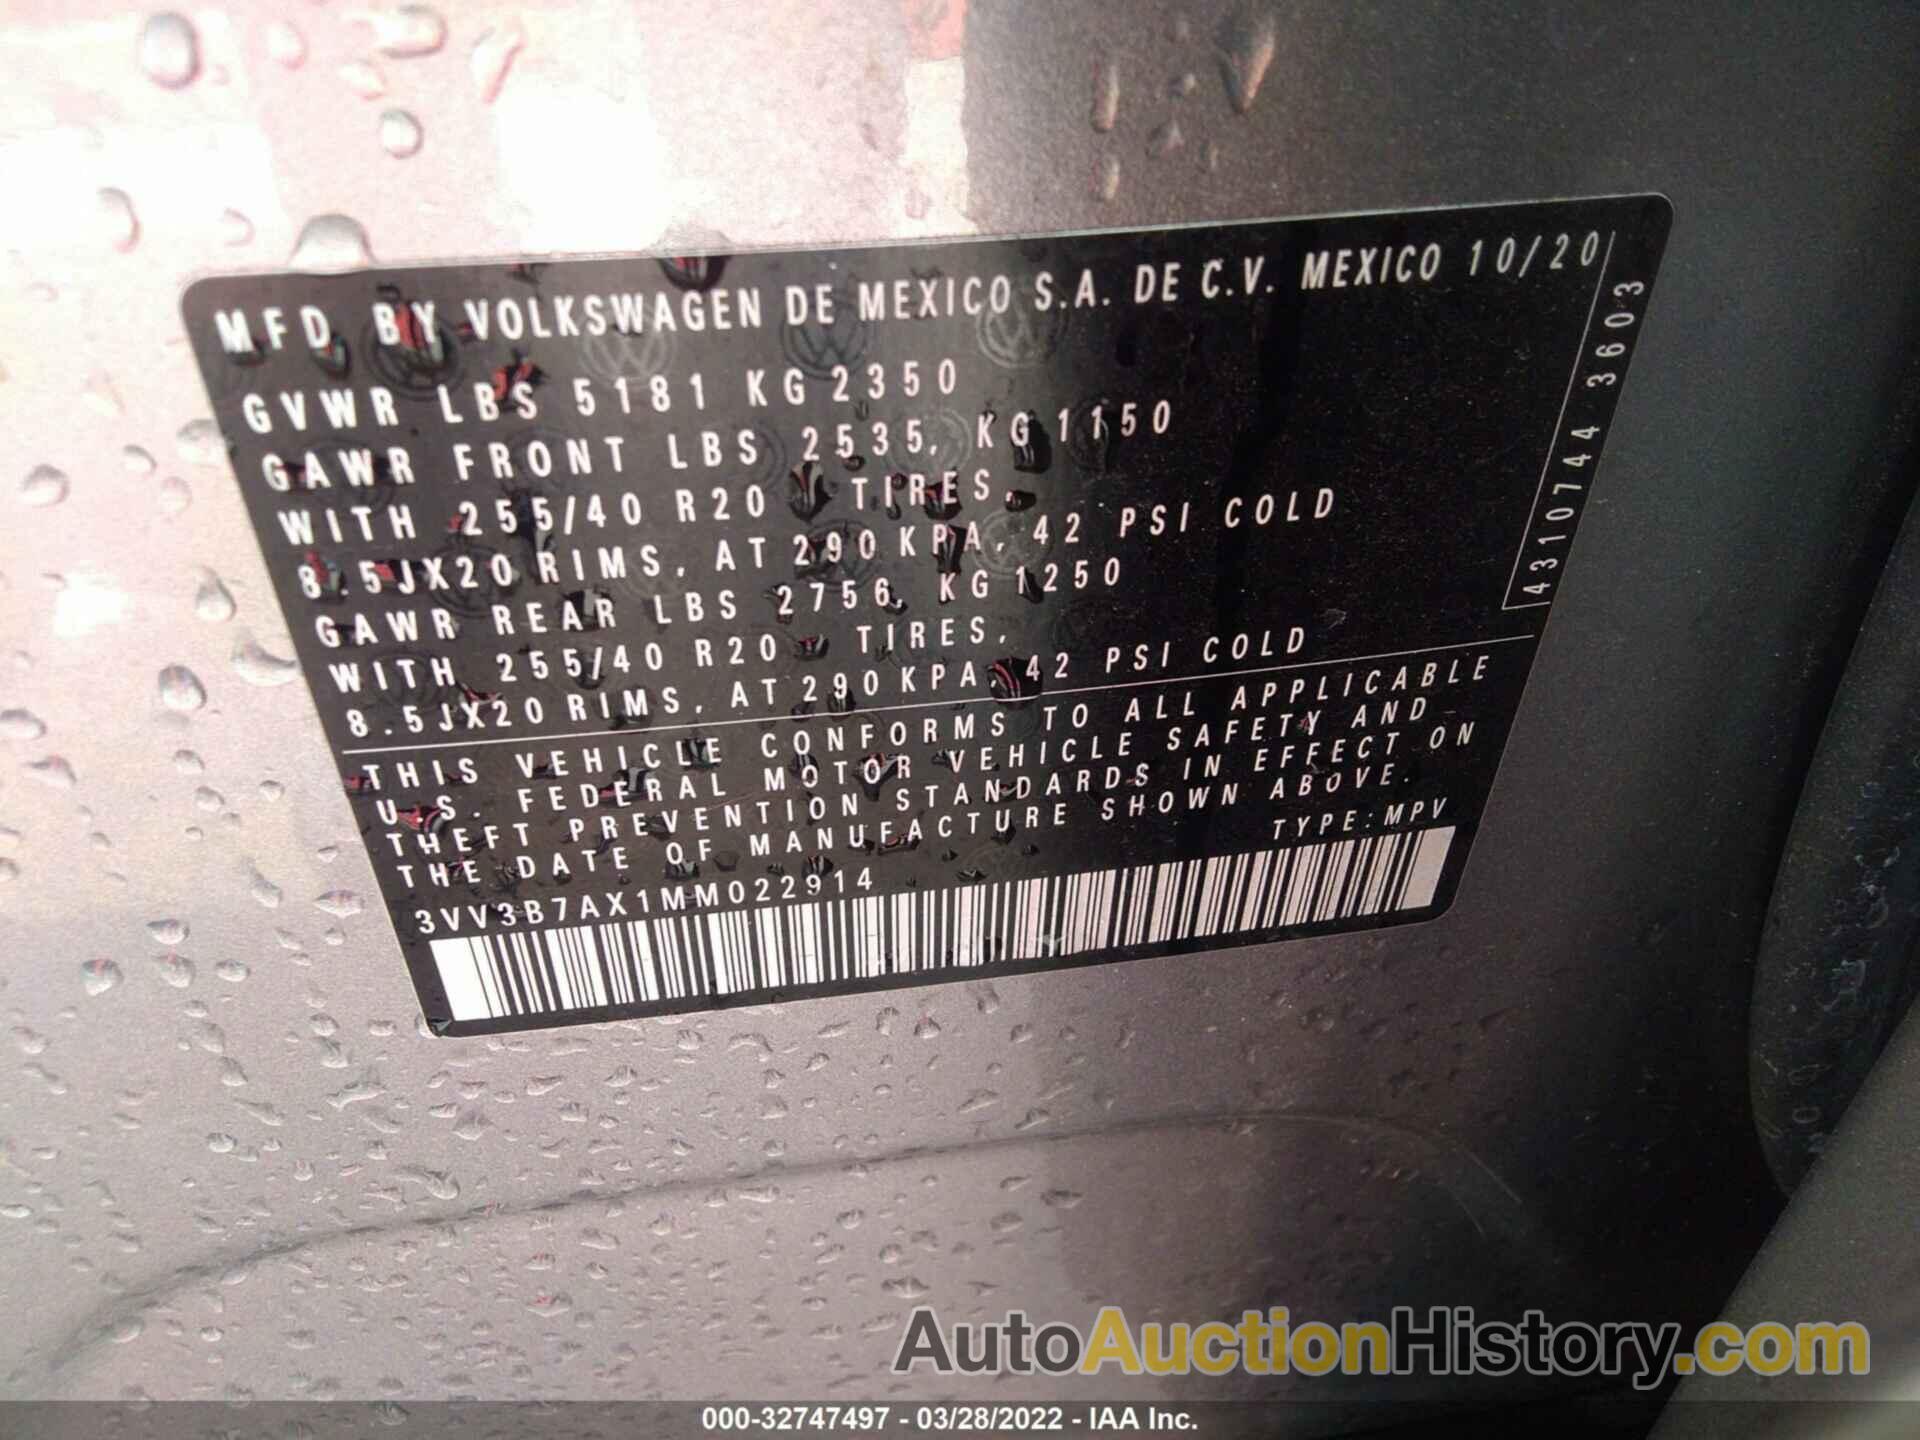 MFD. BY VOLKSWAGEN DE MEXICO S.A. DE C.V. MEXICO 10/20
GVWR LBS 5181 KG 2350
GAWR FRONT LBS 2535, KG 1150
WITH 255/40 R20 TIRES,
8.5JX20 RIMS, AT 290 KPA, 42 PSI COLD
GAWR REAR LBS 2756, KG 1250
WITH 255/40 R20 TIRES,
8.5JX20 RIMS, AT 290 KPA, 42 PSI COLD
43107443603
THIS VEHICLE CONFORMS TO ALL APPLICABLE
U.S. FEDERAL MOTOR VEHICLE SAFETY AND
THEFT PREVENTION STANDARDS IN EFFECT ON
THE DATE OF MANUFACTURE SHOWN ABOVE.
3VV3B7AX1MM022914 TYPE: MPV
AutoAuctionHistory.com
000-32747497 - 03/28/2022 - IAA Inc.